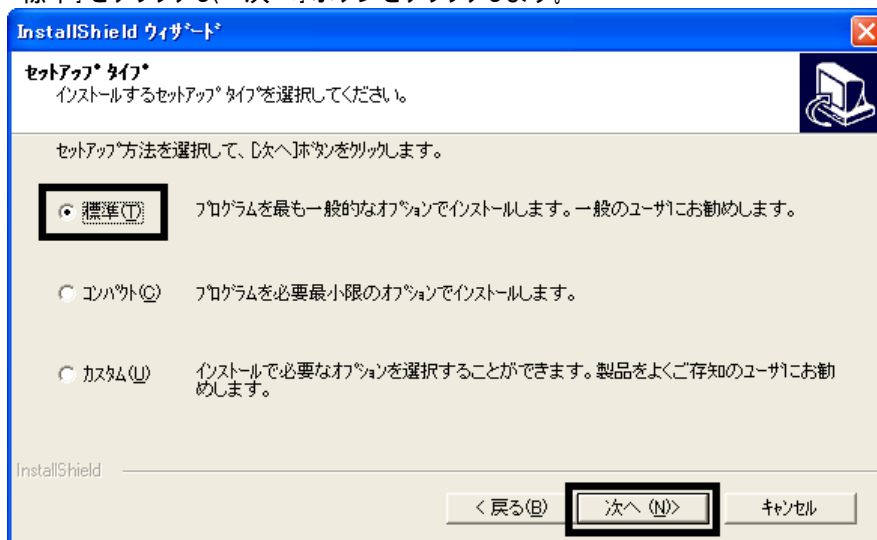 InstallShield ウィザード
セットアップ タイプ
インストールするセットアップ タイプを選択してください。
セットアップ方法を選択して、[次へ]ボタンをクリックします。
標準(T) プログラムを最も一般的なオプションでインストールします。一般のユーザにお勧めします。
コンパクト(C) プログラムを必要最小限のオプションでインストールします。
カスタム(U) インストールで必要なオプションを選択することができます。製品をよくご存知のユーザにお勧
めします。
InstallShield
< 戻る(B) 次へ (N)> キャンセル